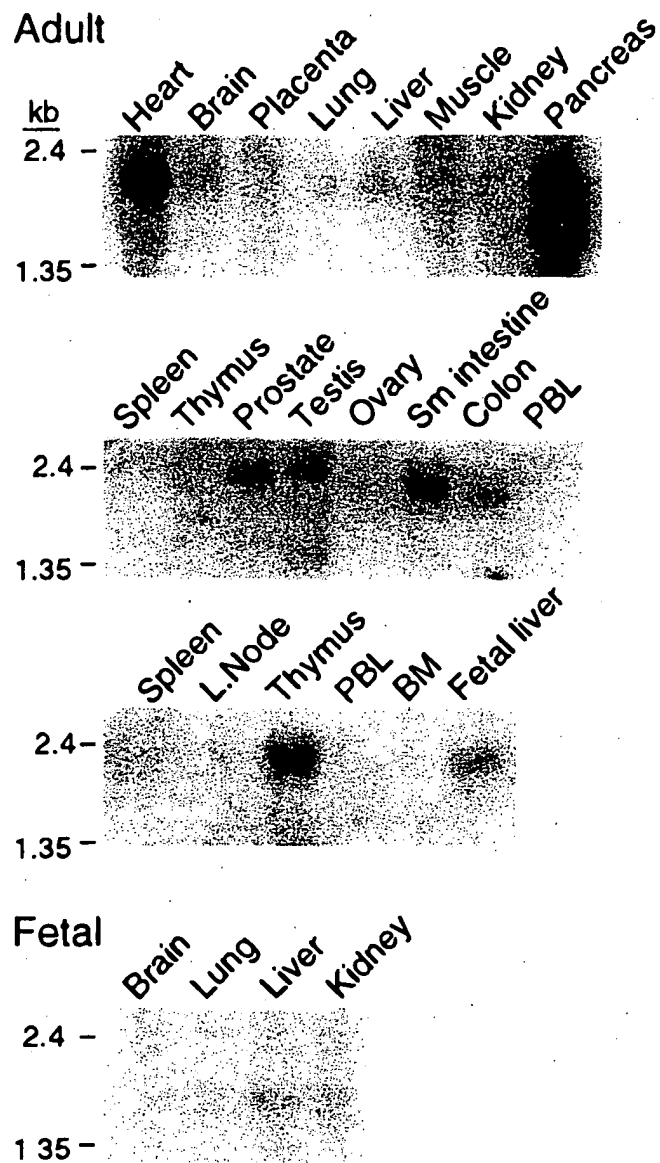 Adult
kb
Heart Brain Placenta Lung Liver Muscle Kidney Pancreas
2.4
1.35
Spleen Thymus Prostate Testis Ovary Sm intestine Colon PBL
2.4
1.35
Spleen L.Node Thymus PBL BM Fetal liver
2.4
1.35
Fetal
Brain Lung Liver Kidney
2.4
1 35